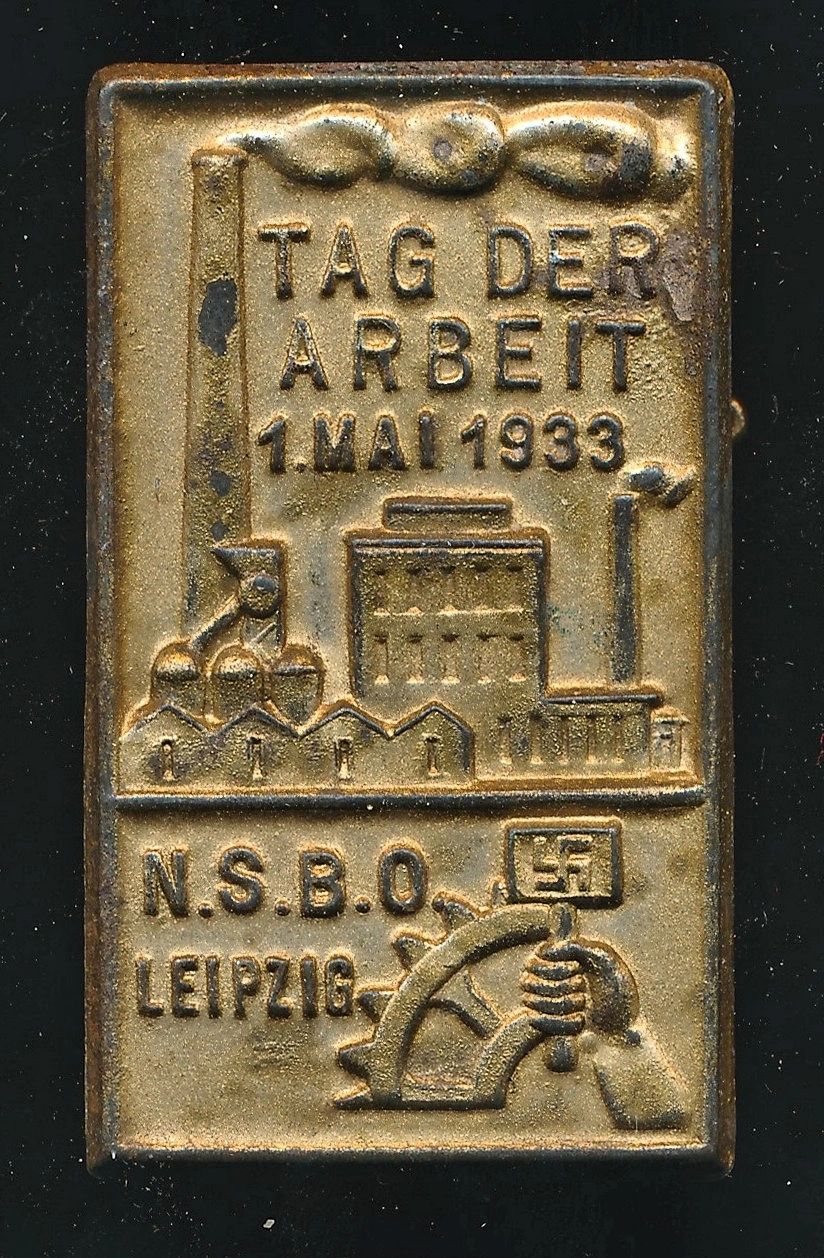 TAG DER
ARBEIT
1.MAI 1933
N.S.B.O
LEIPZIG